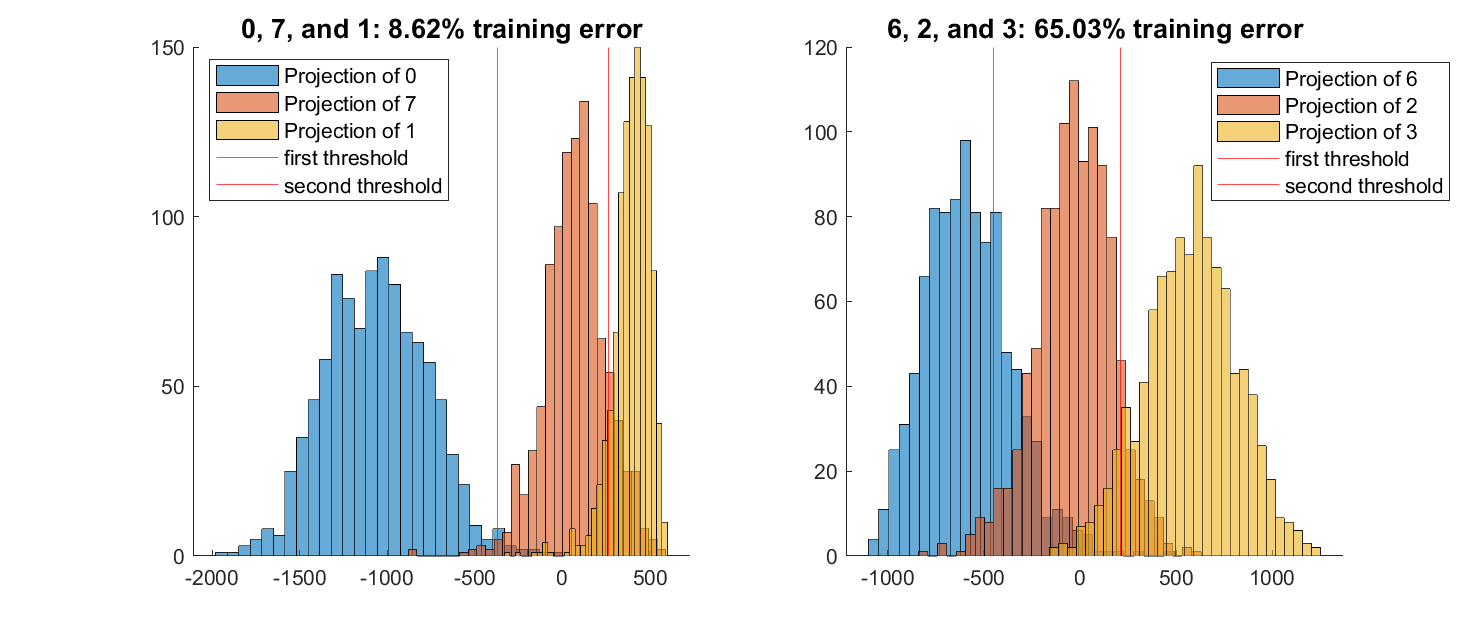 0, 7, and 1: 8.62% training error
150
100
50
0
-2000 -1500 -1000 -500 0 500
Projection of 0
Projection of 7
Projection of 1
first threshold
second threshold
6, 2, and 3: 65.03% training error
120
100
80
60
40
20
0
-1000 -500 0 500 1000
Projection of 6
Projection of 2
Projection of 3
first threshold
second threshold